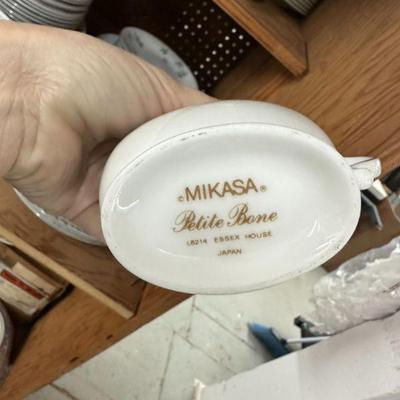 ©MIKASA®
Petite Bone
L8214 ESSEX HOUSE
JAPAN